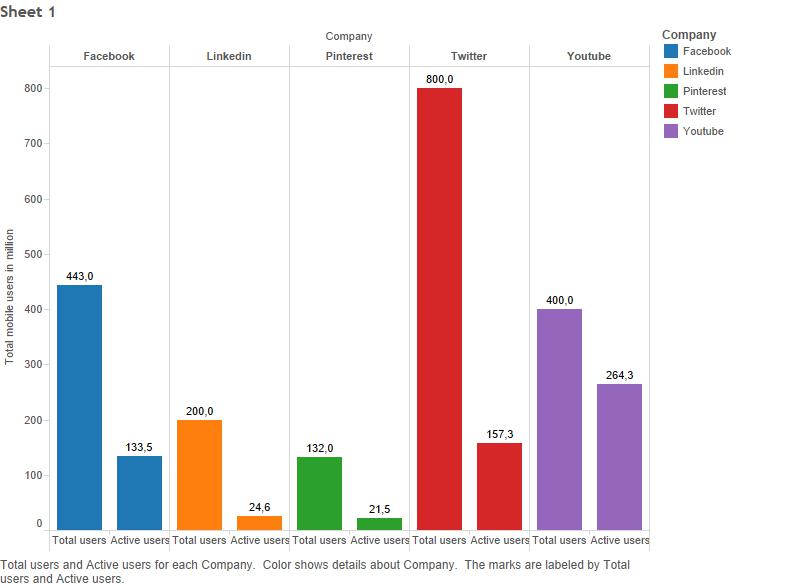 Sheet 1
Company
Facebook Linkedin Pinterest Twitter Youtube
Company
Facebook
Linkedin
Pinterest
Twitter
Youtube
Total mobile users in million
800
700
600
500
400
300
200
100
0
443,0
133,5
200,0
24,6
132,0
21,5
800,0
157,3
400,0
264,3
Total users Active users Total users Active users Total users Active users Total users Active users Total users Active users
Total users and Active users for each Company.  Color shows details about Company.  The marks are labeled by Total
users and Active users.